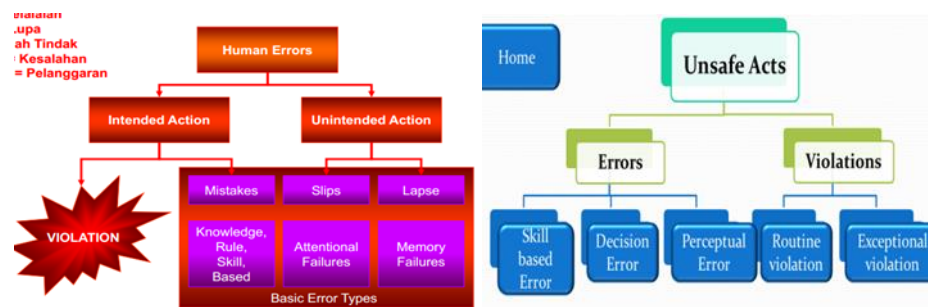 Lupa
Tindak
= Kesalahan
= Pelanggaran
Human Errors
Intended Action
Unintended Action
VIOLATION
Mistakes
Slips
Lapse
Knowledge,
Rule,
Skill,
Based
Attentional
Failures
Memory
Failures
Basic Error Types
Home
Unsafe Acts
Errors
Violations
Skill
based
Error
Decision
Error
Perceptual
Error
Routine
violation
Exceptional
violation